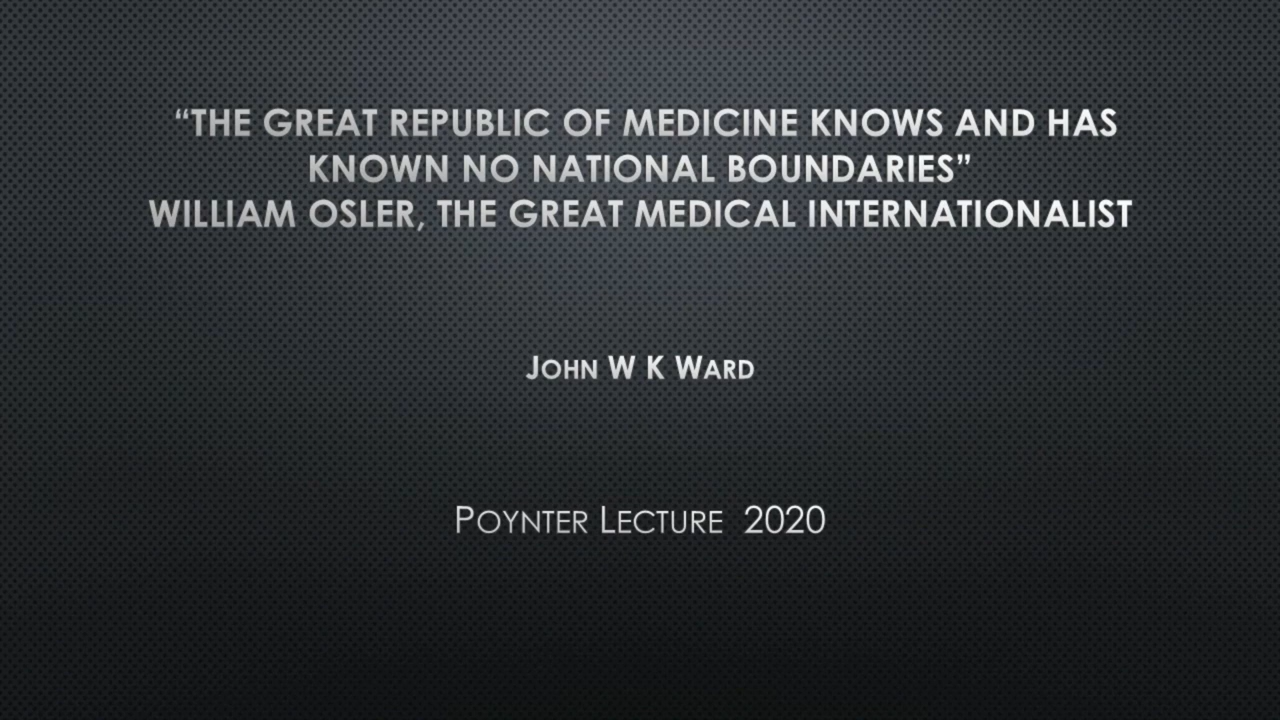 “THE GREAT REPUBLIC OF MEDICINE KNOWS AND HAS
KNOWN NO NATIONAL BOUNDARIES”
WILLIAM OSLER, THE GREAT MEDICAL INTERNATIONALIST
JOHN W K WARD
POYNTER LECTURE 2020